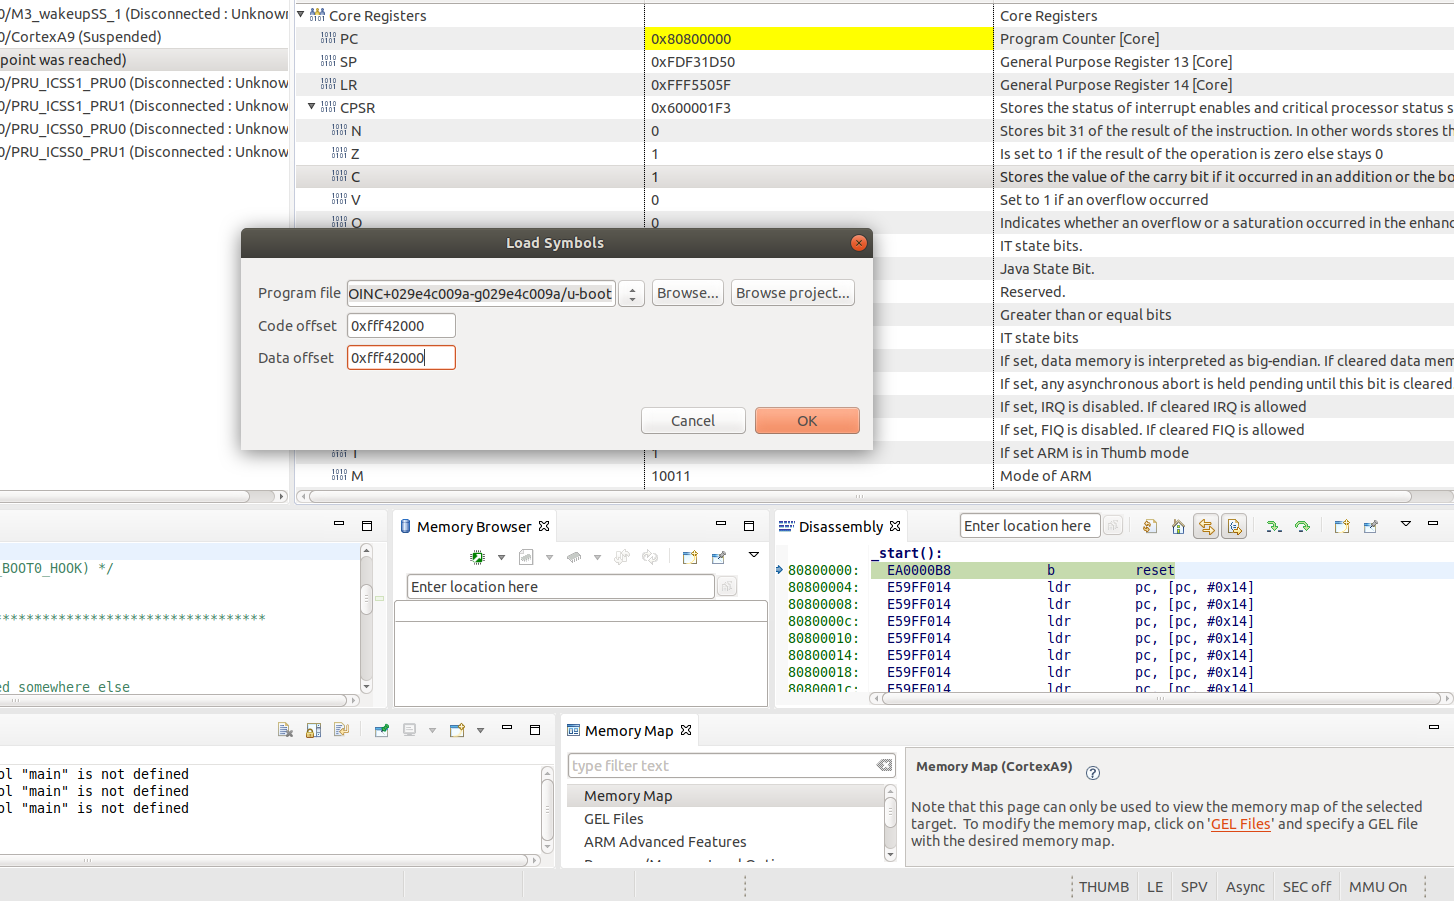 0/M3_wakeupSS_1 (Disconnected : Unknown
0/CortexA9 (Suspended)
point was reached)
0/PRU_ICSS1_PRU0 (Disconnected : Unknow
0/PRU_ICSS1_PRU1 (Disconnected : Unknow
0/PRU_ICSS0_PRU0 (Disconnected : Unknow
0/PRU_ICSS0_PRU1 (Disconnected : Unknow
Core Registers Core Registers
PC 0x80800000 Program Counter [Core]
SP 0xFDF31D50 General Purpose Register 13 [Core]
LR 0xFFF5505F General Purpose Register 14 [Core]
CPSR 0x600001F3 Stores the status of interrupt enables and critical processor status s
N 0 Stores bit 31 of the result of the instruction. In other words stores th
Z 1 Is set to 1 if the result of the operation is zero else stays 0
C 1 Stores the value of the carry bit if it occurred in an addition or the bo
V 0 Set to 1 if an overflow occurred
Q 0 Indicates whether an overflow or a saturation occurred in the enhanc
IT state bits.
Java State Bit.
Reserved.
Greater than or equal bits
IT state bits
If set, data memory is interpreted as big-endian. If cleared data mem
If set, any asynchronous abort is held pending until this bit is cleared
If set, IRQ is disabled. If cleared IRQ is allowed
If set, FIQ is disabled. If cleared FIQ is allowed
T 1 If set ARM is in Thumb mode
M 10011 Mode of ARM
Load Symbols
Program file OINC+029e4c009a-g029e4c009a/u-boot Browse... Browse project...
Code offset 0xfff42000
Data offset 0xfff42000
Cancel OK
_BOOT0_HOOK) */
*********************************
ed somewhere else
Memory Browser
Enter location here
Disassembly Enter location here
_start():
80800000: EA0000B8 b reset
80800004: E59FF014 ldr pc, [pc, #0x14]
80800008: E59FF014 ldr pc, [pc, #0x14]
8080000c: E59FF014 ldr pc, [pc, #0x14]
80800010: E59FF014 ldr pc, [pc, #0x14]
80800014: E59FF014 ldr pc, [pc, #0x14]
80800018: E59FF014 ldr pc, [pc, #0x14]
8080001c: E59FF014 ldr pc, [pc, #0x14]
ol "main" is not defined
ol "main" is not defined
ol "main" is not defined
Memory Map
type filter text
Memory Map
GEL Files
ARM Advanced Features
Memory Map (CortexA9)
Note that this page can only be used to view the memory map of the selected
target. To modify the memory map, click on 'GEL Files' and specify a GEL file
with the desired memory map.
THUMB LE SPV Async SEC off MMU On